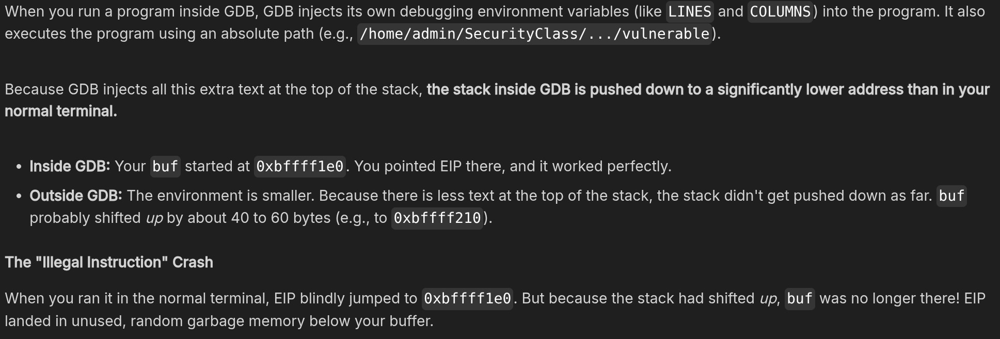 When you run a program inside GDB, GDB injects its own debugging environment variables (like LINES and COLUMNS) into the program. It also
executes the program using an absolute path (e.g., /home/admin/SecurityClass/.../vulnerable).
Because GDB injects all this extra text at the top of the stack, the stack inside GDB is pushed down to a significantly lower address than in your
normal terminal.
• Inside GDB: Your buf started at 0xbffff1e0. You pointed EIP there, and it worked perfectly.
• Outside GDB: The environment is smaller. Because there is less text at the top of the stack, the stack didn't get pushed down as far. buf
probably shifted up by about 40 to 60 bytes (e.g., to 0xbffff210).
The "Illegal Instruction" Crash
When you ran it in the normal terminal, EIP blindly jumped to 0xbffff1e0. But because the stack had shifted up, buf was no longer there! EIP
landed in unused, random garbage memory below your buffer.